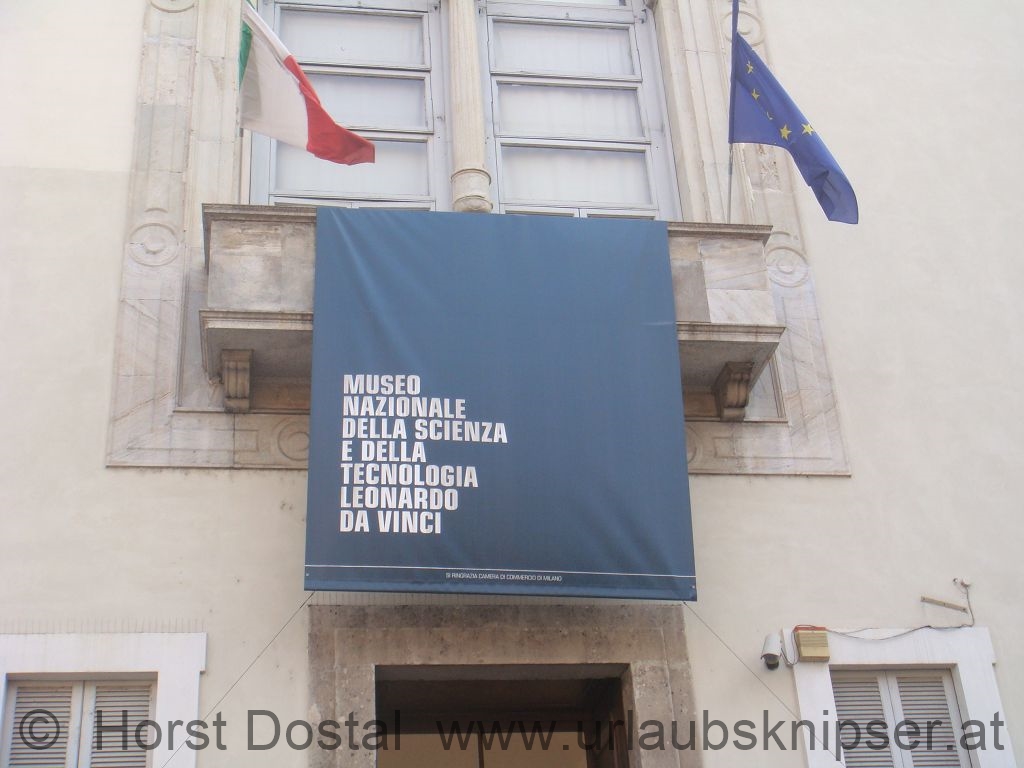 MUSEO
NAZIONALE
DELLA SCIENZA
E DELLA
TECNOLOGIA
LEONARDO
DA VINCI
SI RINGRAZIA CAMERA DI COMMERCIO DI MILANO
© Horst Dostal www.urlaubsknipser.at